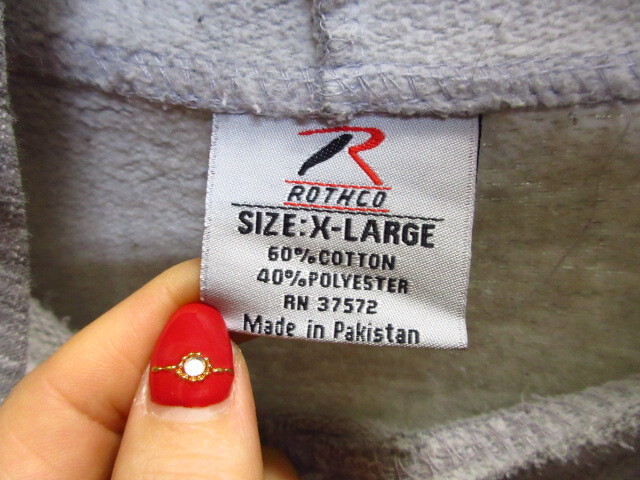 ROTHCO
SIZE: X-LARGE
60% COTTON
40% POLYESTER
RN 37572
Made in Pakistan